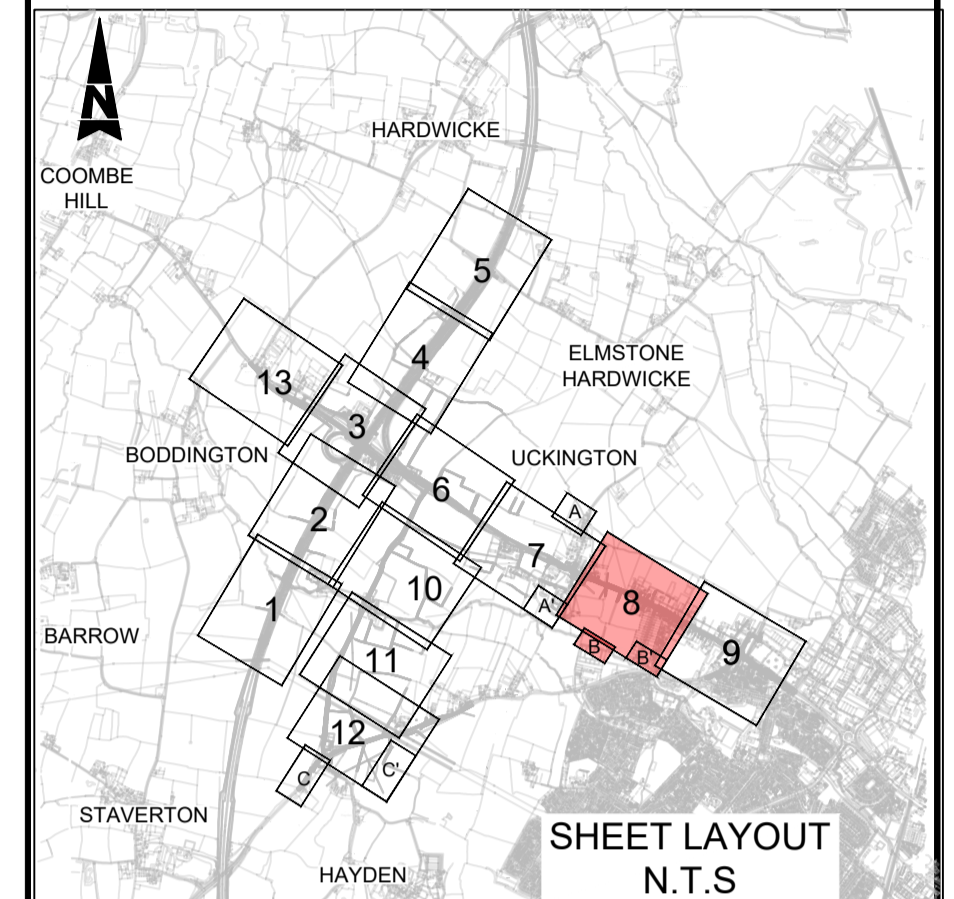 N
HARDWICKE
COOMBE
HILL
5
ELMSTONE
HARDWICKE
4
13
3
BODDINGTON
UCKINGTON
6
A
2
7
10
8
A'
1
BARROW
B
B'
9
11
12
C'
C
STAVERTON
SHEET LAYOUT
N.T.S
HAYDEN